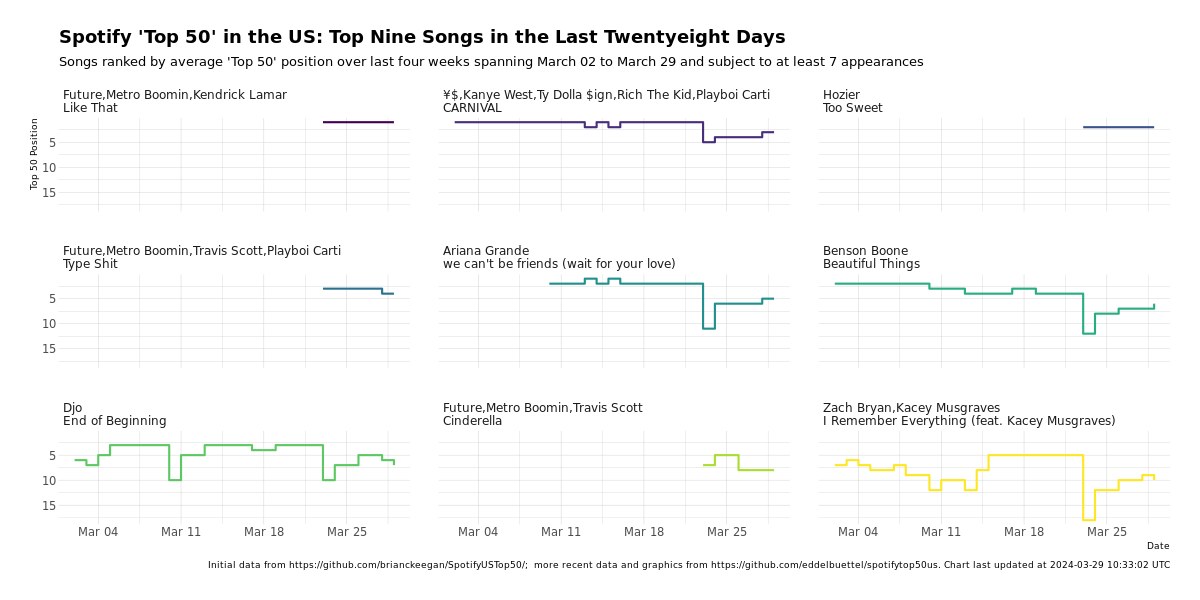 Spotify 'Top 50' in the US: Top Nine Songs in the Last Twentyeight Days
Songs ranked by average 'Top 50' position over last four weeks spanning March 02 to March 29 and subject to at least 7 appearances
Future,Metro Boomin,Kendrick Lamar
Like That
¥$,Kanye West,Ty Dolla $ign,Rich The Kid,Playboi Carti
CARNIVAL
Hozier
Too Sweet
Top 50 Position
5
10
15
Future,Metro Boomin,Travis Scott,Playboi Carti
Type Shit
Ariana Grande
we can't be friends (wait for your love)
Benson Boone
Beautiful Things
5
10
15
Djo
End of Beginning
Future,Metro Boomin,Travis Scott
Cinderella
Zach Bryan,Kacey Musgraves
I Remember Everything (feat. Kacey Musgraves)
5
10
15
Mar 04 Mar 11 Mar 18 Mar 25
Mar 04 Mar 11 Mar 18 Mar 25
Mar 04 Mar 11 Mar 18 Mar 25
Date
Initial data from https://github.com/brianckeegan/SpotifyUSTop50/; more recent data and graphics from https://github.com/eddelbuettel/spotifytop50us. Chart last updated at 2024-03-29 10:33:02 UTC